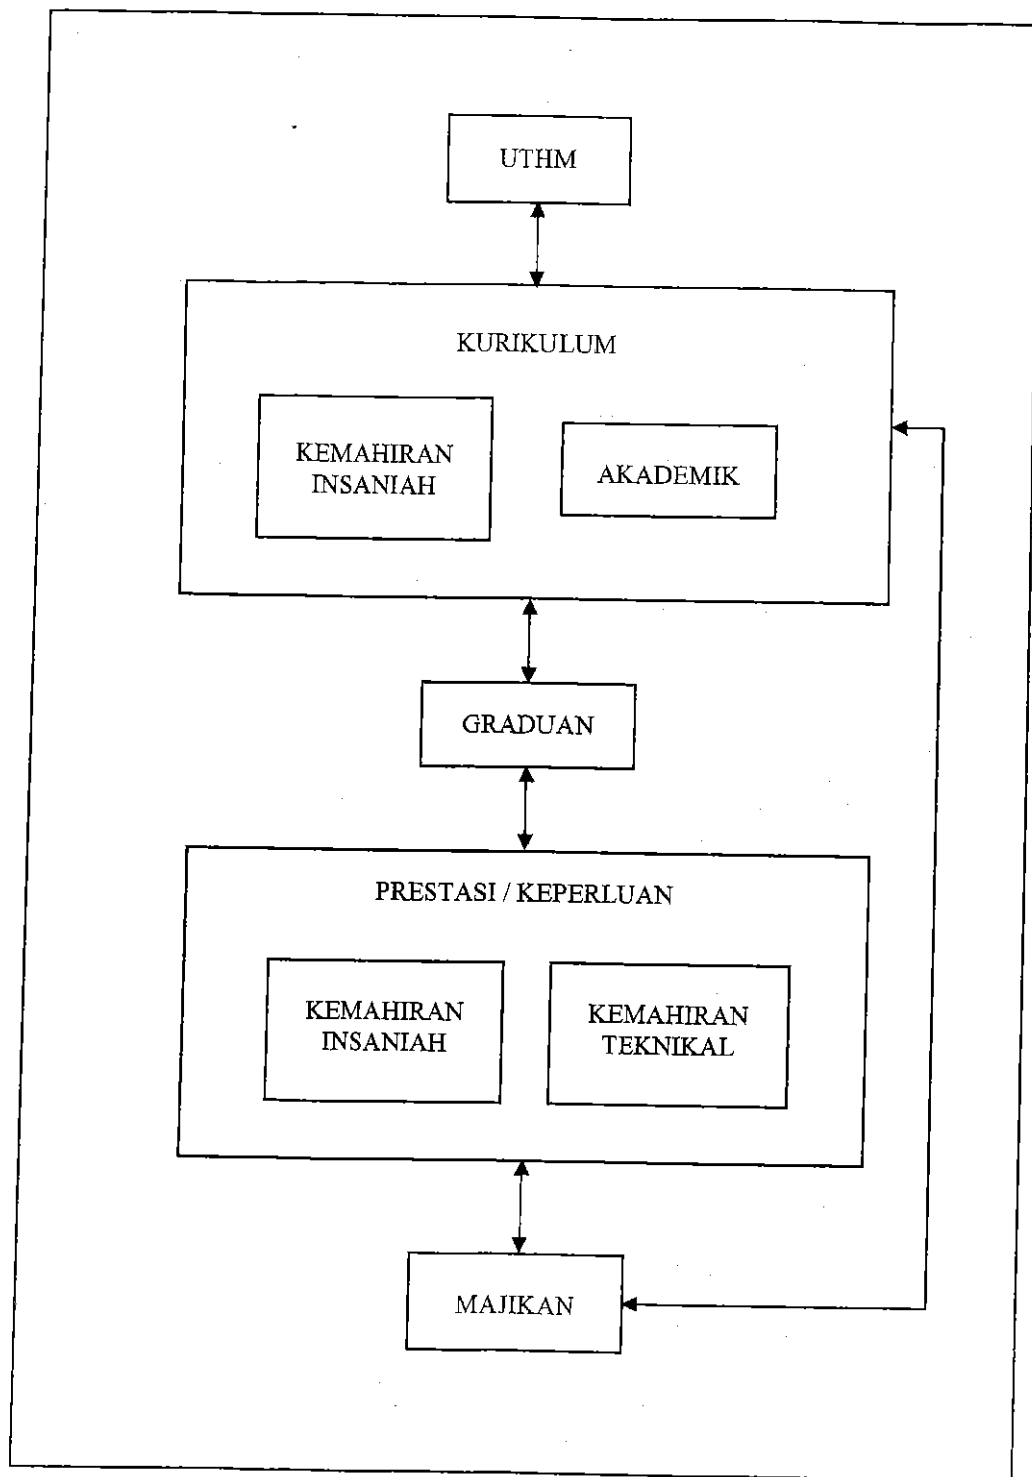 UTHM
KURIKULUM
KEMAHIRAN
INSANIAH
AKADEMIK
GRADUAN
PRESTASI / KEPERLUAN
KEMAHIRAN
INSANIAH
KEMAHIRAN
TEKNIKAL
MAJIKAN